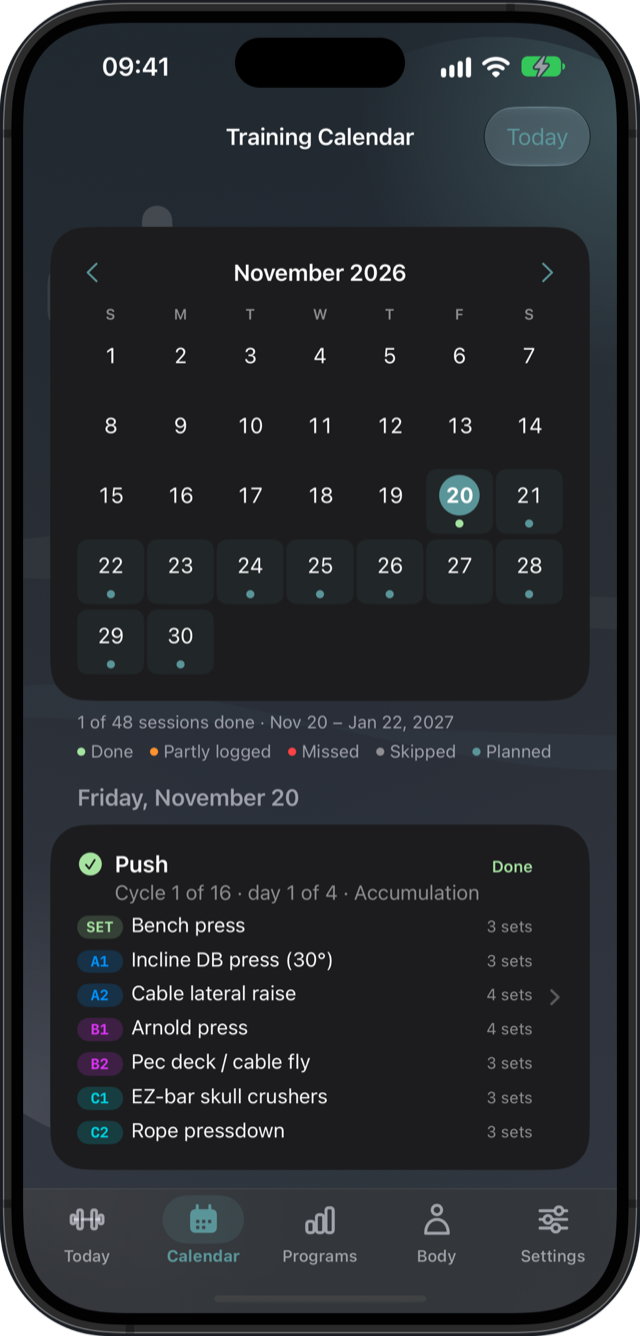 09:41
Training Calendar
Today
November 2026
S M T W T F S
1 2 3 4 5 6 7
8 9 10 11 12 13 14
15 16 17 18 19 20 21
22 23 24 25 26 27 28
29 30
1 of 48 sessions done · Nov 20 – Jan 22, 2027
Done Partly logged Missed Skipped Planned
Friday, November 20
Push Done
Cycle 1 of 16 · day 1 of 4 · Accumulation
SET Bench press 3 sets
A1 Incline DB press (30°) 3 sets
A2 Cable lateral raise 4 sets
B1 Arnold press 4 sets
B2 Pec deck / cable fly 3 sets
C1 EZ-bar skull crushers 3 sets
C2 Rope pressdown 3 sets
Today Calendar Programs Body Settings